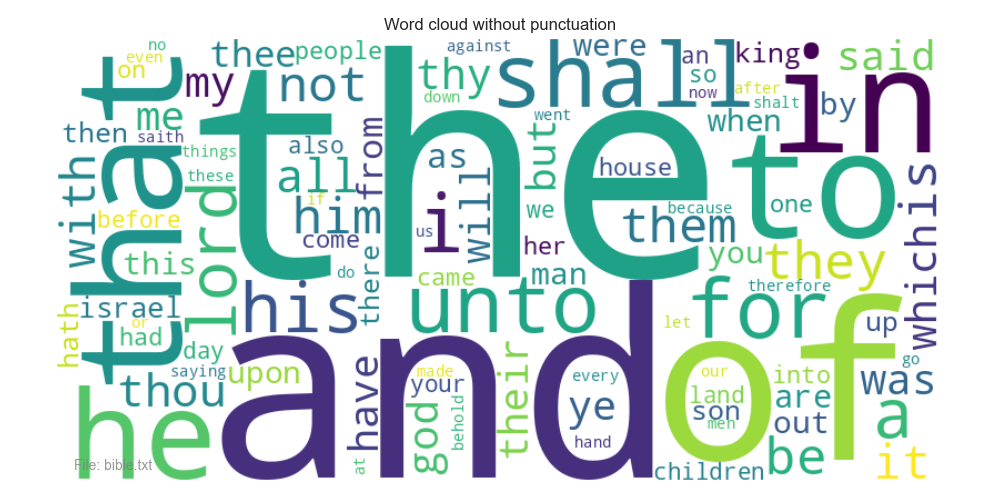 Word cloud without punctuation
no
even
on
that
thee
people
against
were
an
king
said
my
not
thy
shall
so
in
me
the
down
now
after
shalt
by
then
saith
went
when
things
also
from
as
but
house
to
with
these
all
if
him
i
will
we
them
because
one
which
before
lord
us
come
there
her
you
they
is
this
do
came
man
therefore
israel
his
unto
for
up
hath
or
had
let
day
and
of
go
saying
upon
made
your
every
our
into
was
thou
have
their
ye
land
son
are
he
god
behold
men
out
a
at
hand
children
be
it
File: bible.txt